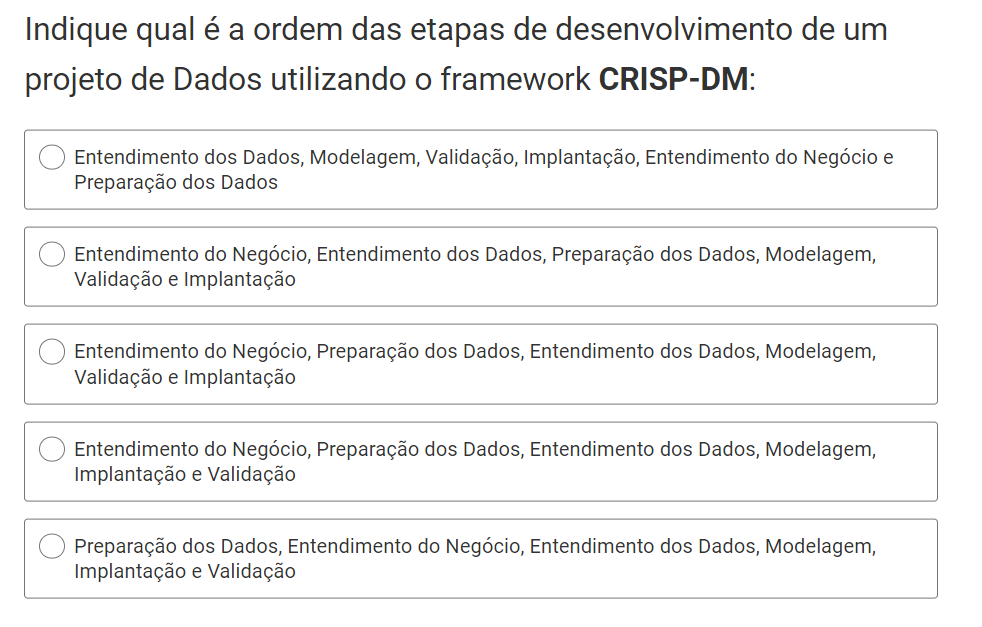 Indique qual é a ordem das etapas de desenvolvimento de um
projeto de Dados utilizando o framework CRISP-DM:
Entendimento dos Dados, Modelagem, Validação, Implantação, Entendimento do Negócio e
Preparação dos Dados
Entendimento do Negócio, Entendimento dos Dados, Preparação dos Dados, Modelagem,
Validação e Implantação
Entendimento do Negócio, Preparação dos Dados, Entendimento dos Dados, Modelagem,
Validação e Implantação
Entendimento do Negócio, Preparação dos Dados, Entendimento dos Dados, Modelagem,
Implantação e Validação
Preparação dos Dados, Entendimento do Negócio, Entendimento dos Dados, Modelagem,
Implantação e Validação